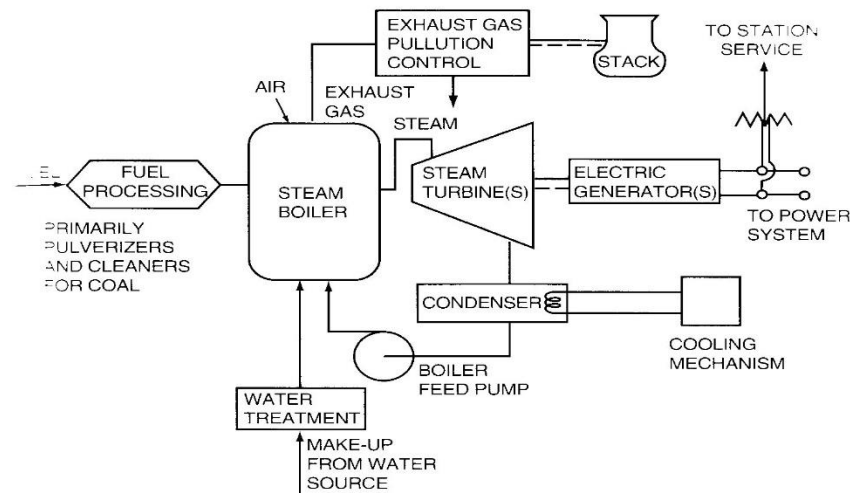 EXHAUST GAS
PULLUTION
CONTROL
STACK
TO STATION
SERVICE
AIR
EXHAUST
GAS
STEAM
FUEL
PROCESSING
STEAM
BOILER
STEAM
TURBINE(S)
ELECTRIC
GENERATOR(S)
TO POWER
SYSTEM
PRIMARILY
PULVERIZERS
AND CLEANERS
FOR COAL
CONDENSER
COOLING
MECHANISM
BOILER
FEED PUMP
WATER
TREATMENT
MAKE-UP
FROM WATER
SOURCE